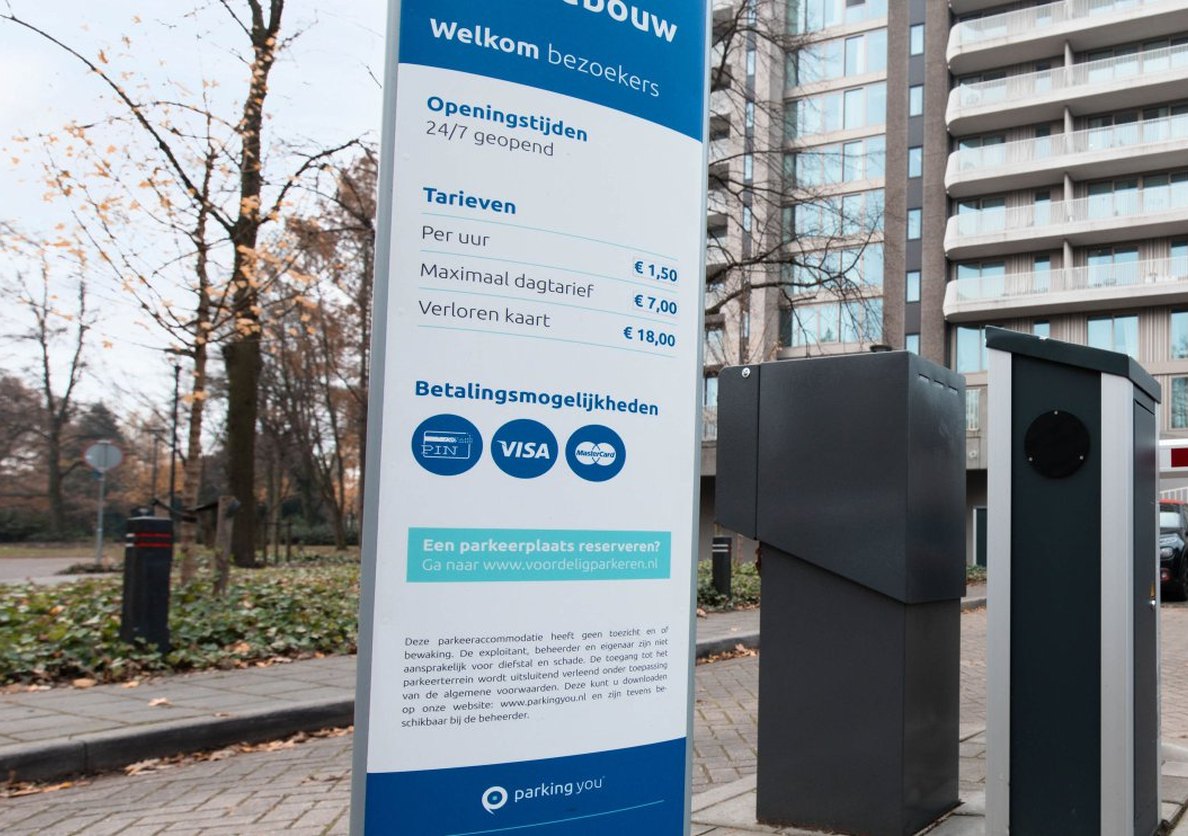 Welkom bezoekers
Openingstijden
24/7 geopend
Tarieven
Per uur € 1,50
Maximaal dagtarief € 7,00
Verloren kaart € 18,00
Betalingsmogelijkheden
PIN VISA MasterCard
Een parkeerplaats reserveren?
Ga naar www.voordeligparkeren.nl
Deze parkeeraccommodatie heeft geen toezicht en of
bewaking. De exploitant, beheerder en eigenaar zijn niet
aansprakelijk voor diefstal en schade. De toegang tot het
parkeerterrein wordt uitsluitend verleend onder toepassing
van de algemene voorwaarden. Deze kunt u downloaden
op onze website: www.parkingyou.nl en zijn tevens be-
schikbaar bij de beheerder.
parking you